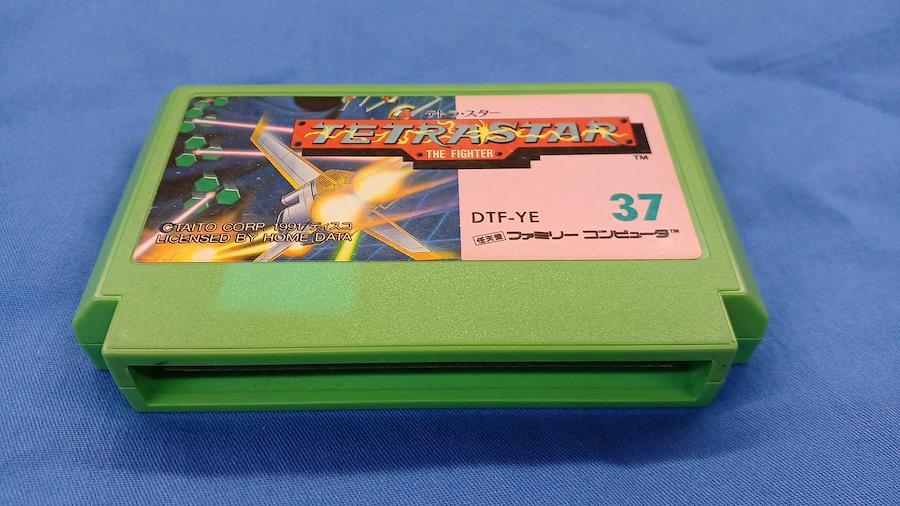 テトラ・スター
TETRASTAR
THE FIGHTER
TM
DTF-YE
37
©TAITO CORP. 1991/ディスコ
LICENSED BY HOME DATA
任天堂 ファミリー コンピュータ™